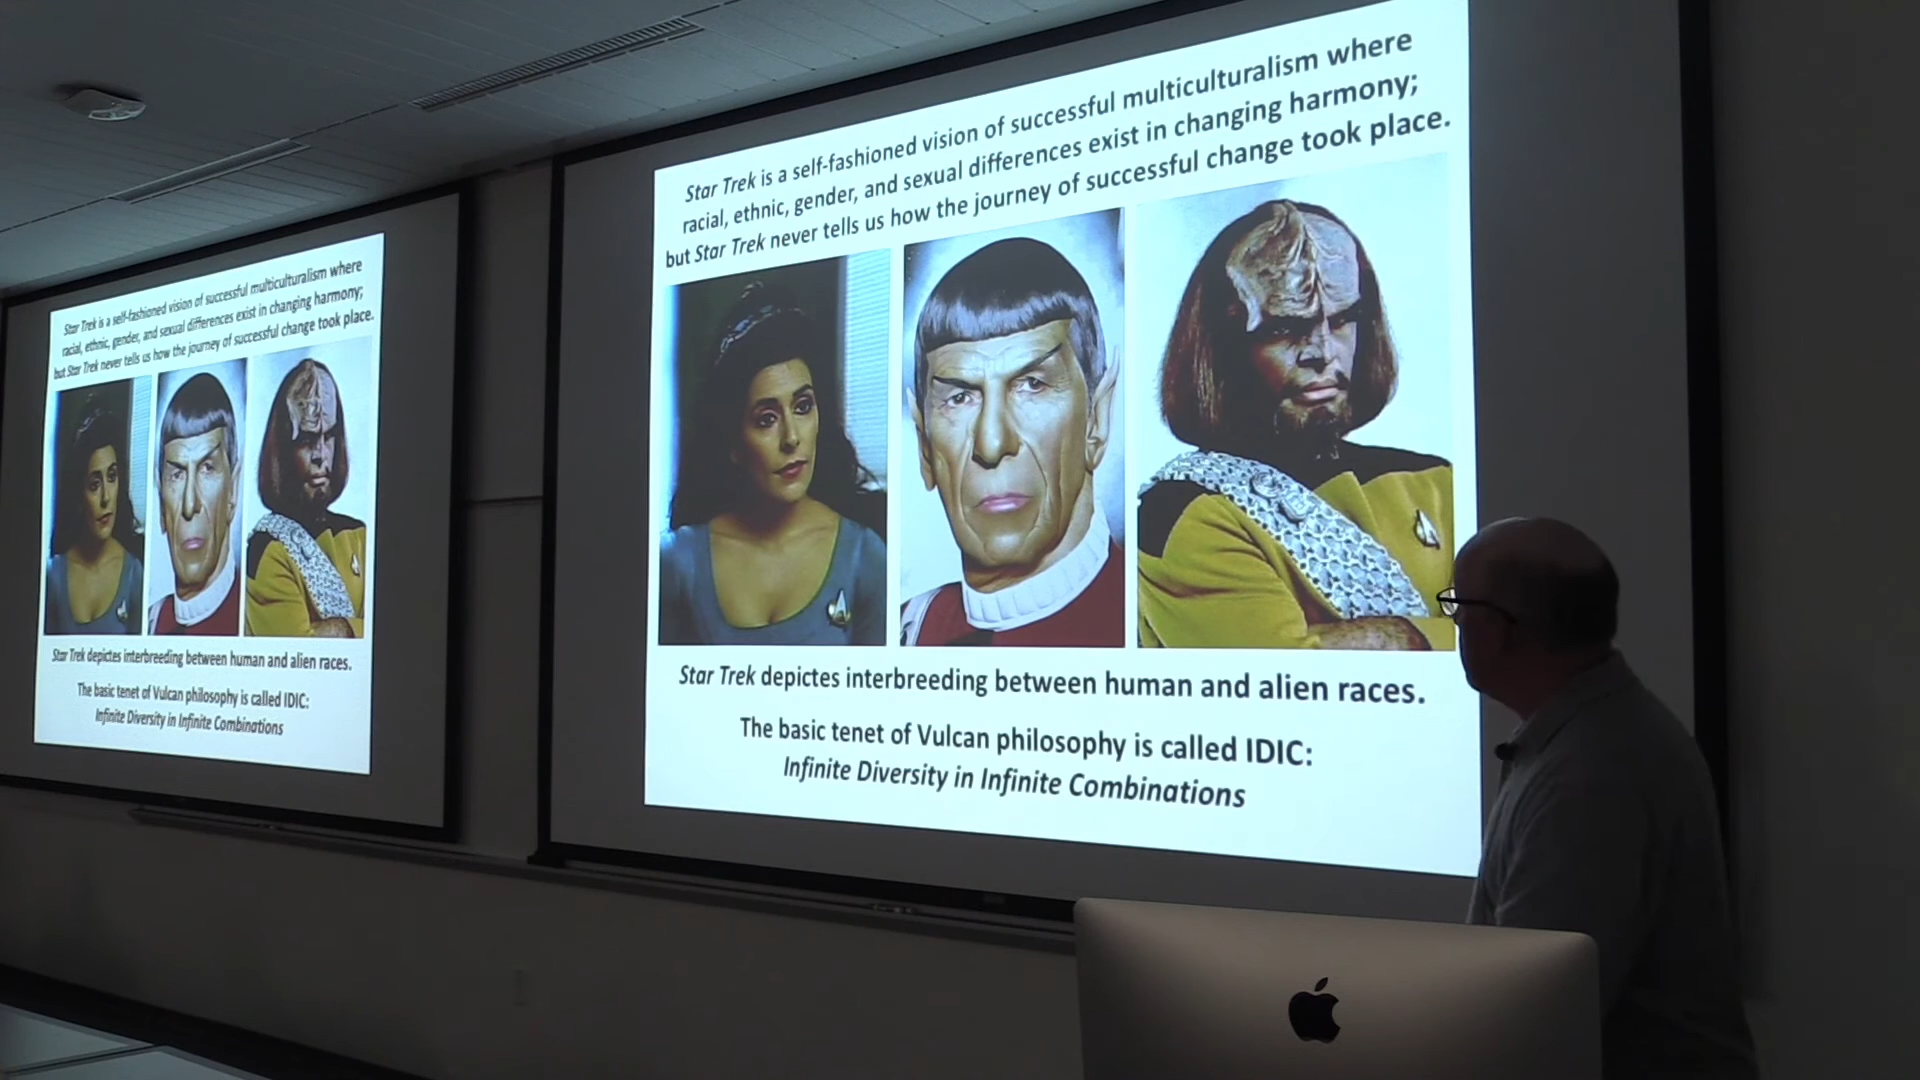 Star Trek is a self-fashioned vision of successful multiculturalism where
racial, ethnic, gender, and sexual differences exist in changing harmony;
but Star Trek never tells us how the journey of successful change took place.
Star Trek depictes interbreeding between human and alien races.
The basic tenet of Vulcan philosophy is called IDIC:
Infinite Diversity in Infinite Combinations
Star Trek is a self-fashioned vision of successful multiculturalism where
racial, ethnic, gender, and sexual differences exist in changing harmony;
but Star Trek never tells us how the journey of successful change took place.
Star Trek depictes interbreeding between human and alien races.
The basic tenet of Vulcan philosophy is called IDIC:
Infinite Diversity in Infinite Combinations